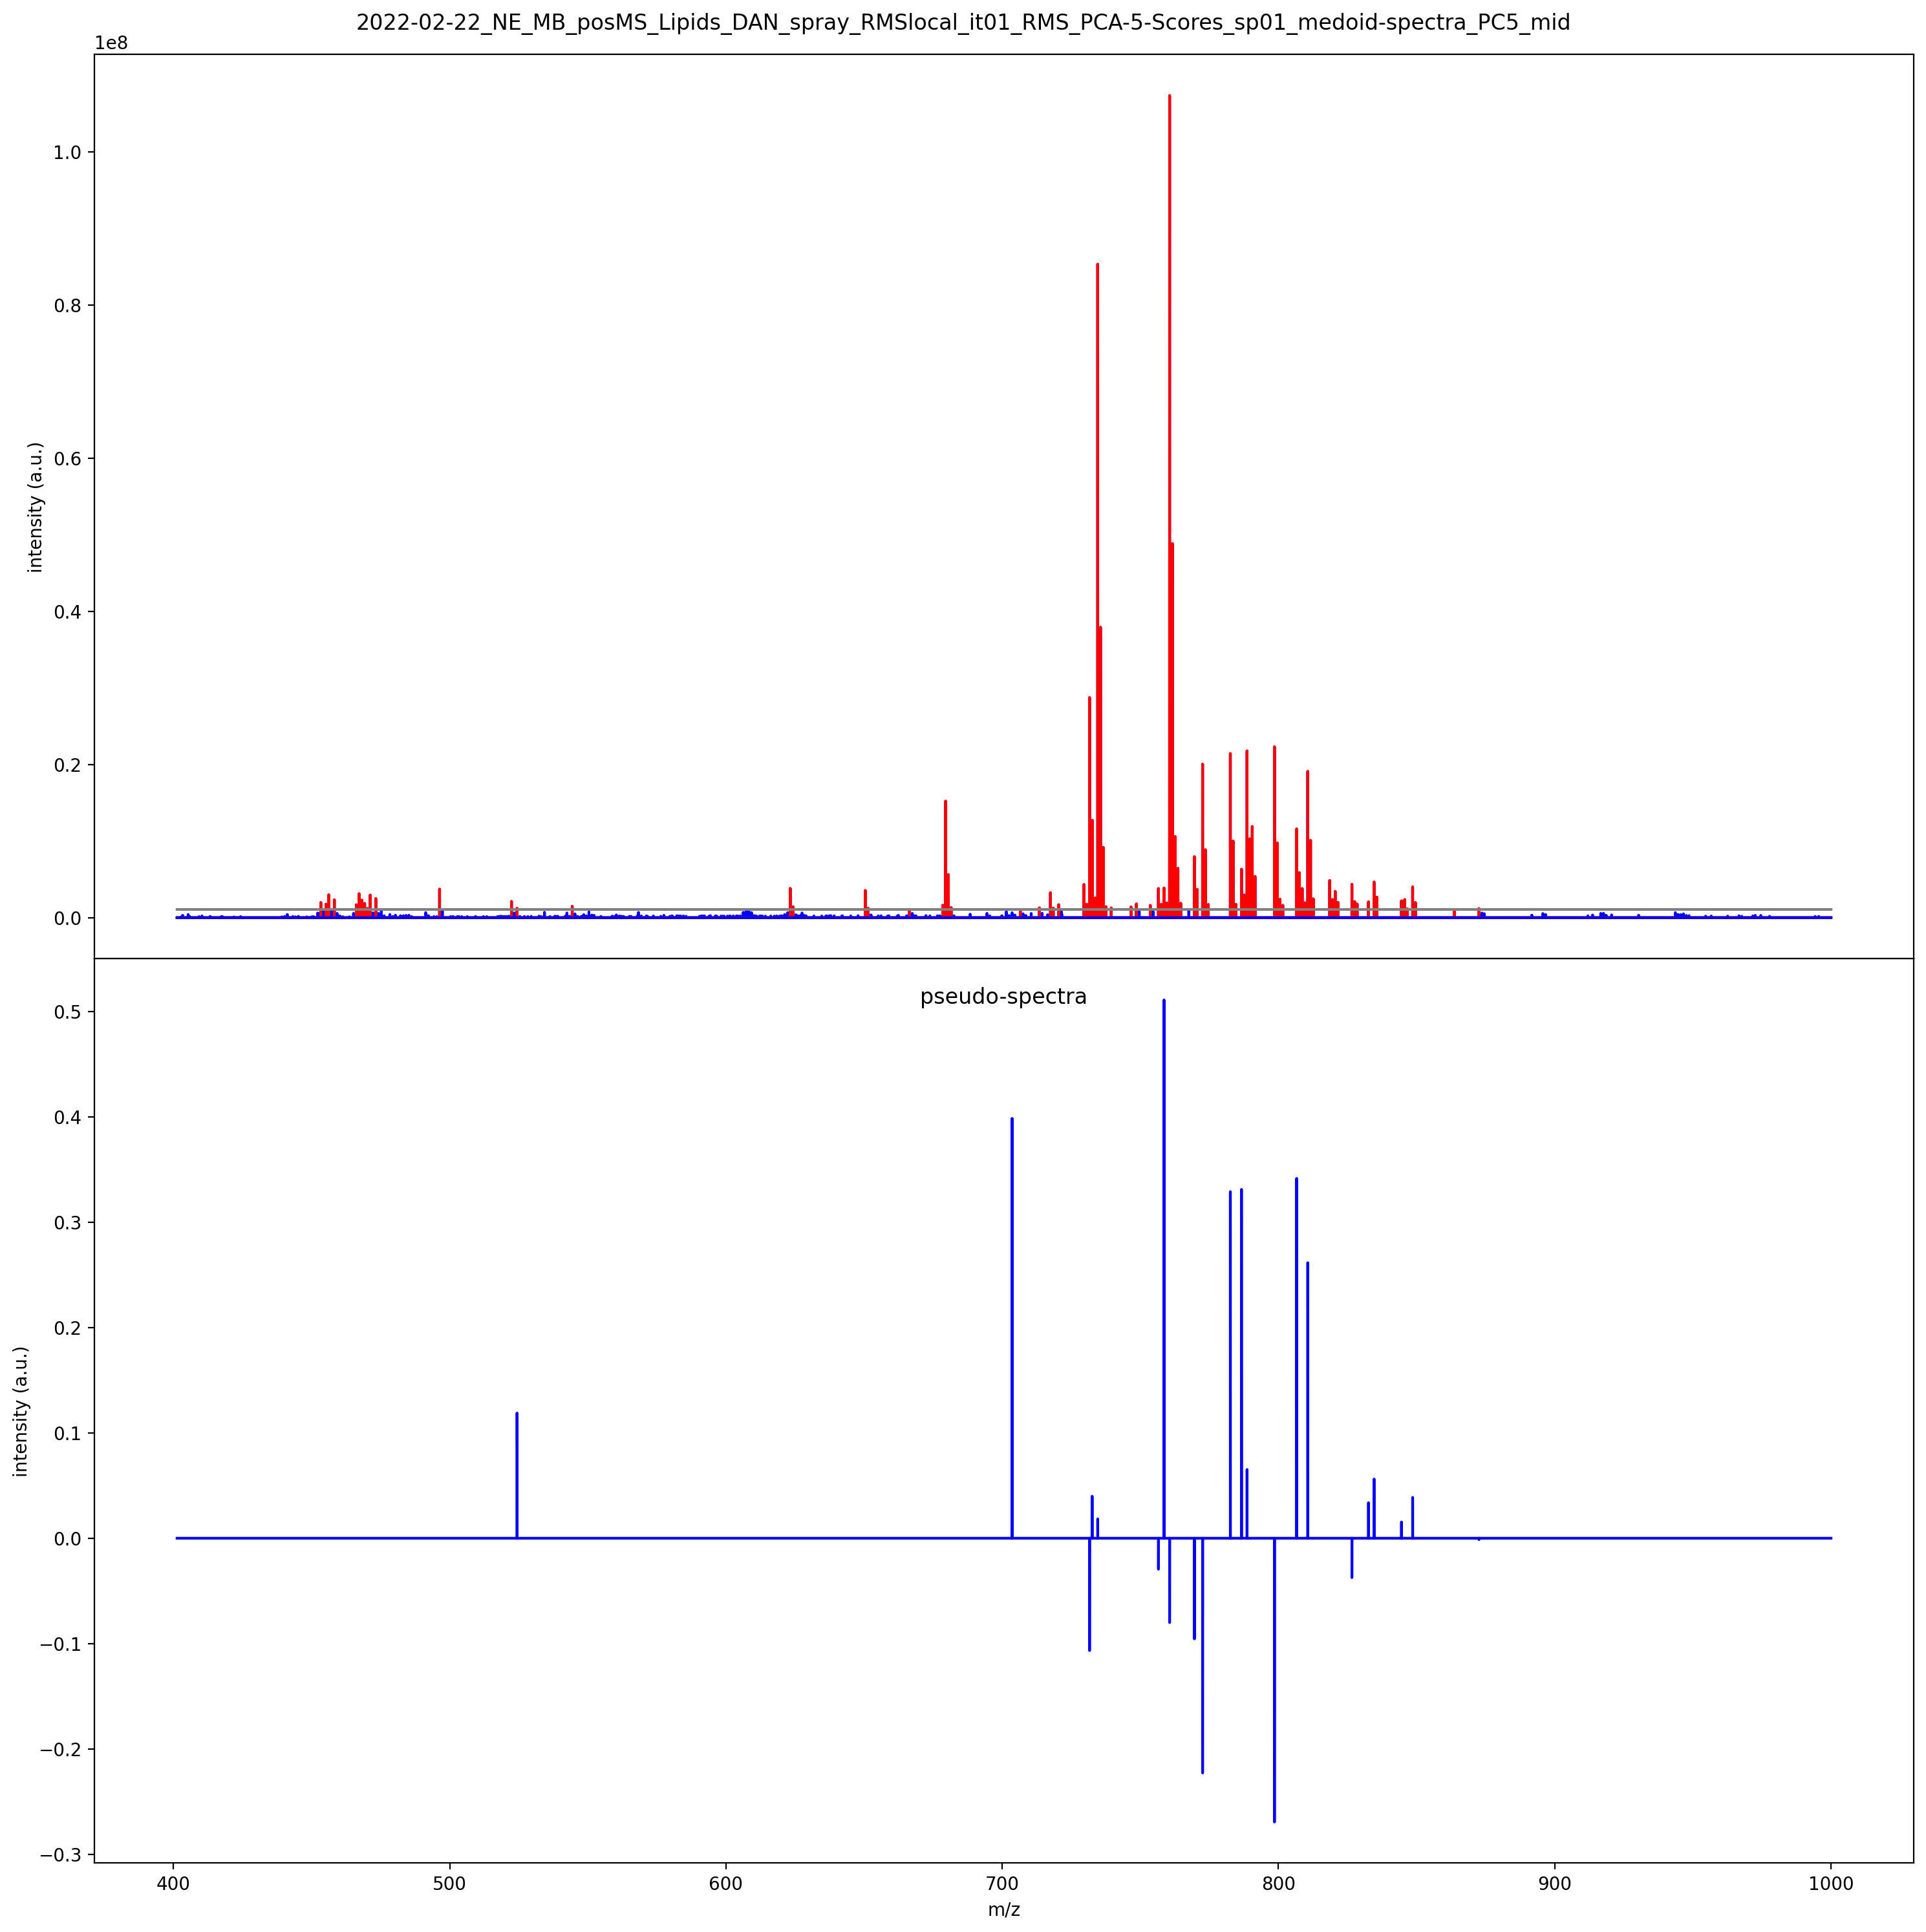 2022-02-22_NE_MB_posMS_Lipids_DAN_spray_RMSlocal_it01_RMS_PCA-5-Scores_sp01_medoid-spectra_PC5_mid
1e8
1.0
0.8
0.6
0.4
0.2
0.0
intensity (a.u.)
pseudo-spectra
0.5
0.4
0.3
0.2
0.1
0.0
−0.1
−0.2
−0.3
intensity (a.u.)
400 500 600 700 800 900 1000
m/z